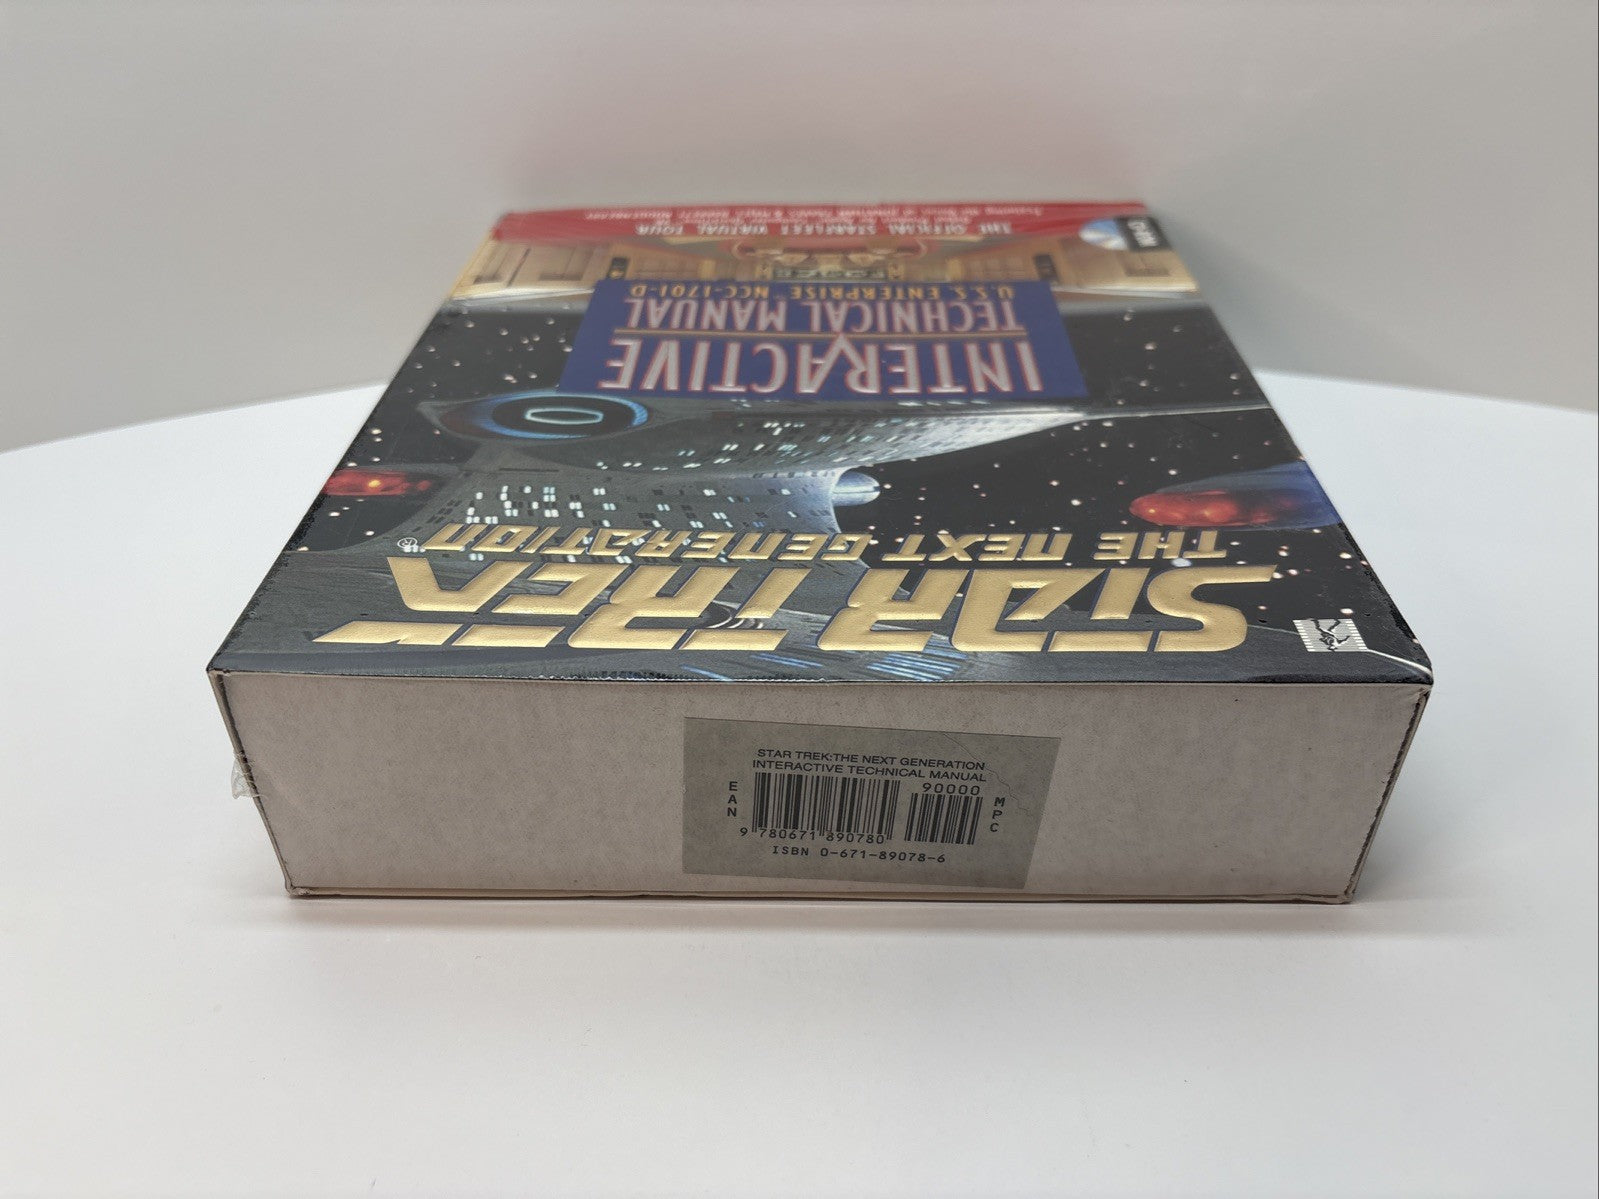 STAR TREK
THE NEXT GENERATION®
INTERACTIVE
TECHNICAL MANUAL
U.S.S. ENTERPRISE™ NCC-1701-D
THE OFFICIAL STARFLEET VIRTUAL TOUR
STAR TREK:THE NEXT GENERATION
INTERACTIVE TECHNICAL MANUAL
EAN
90000
MPC
9 780671 890780
ISBN 0-671-89078-6